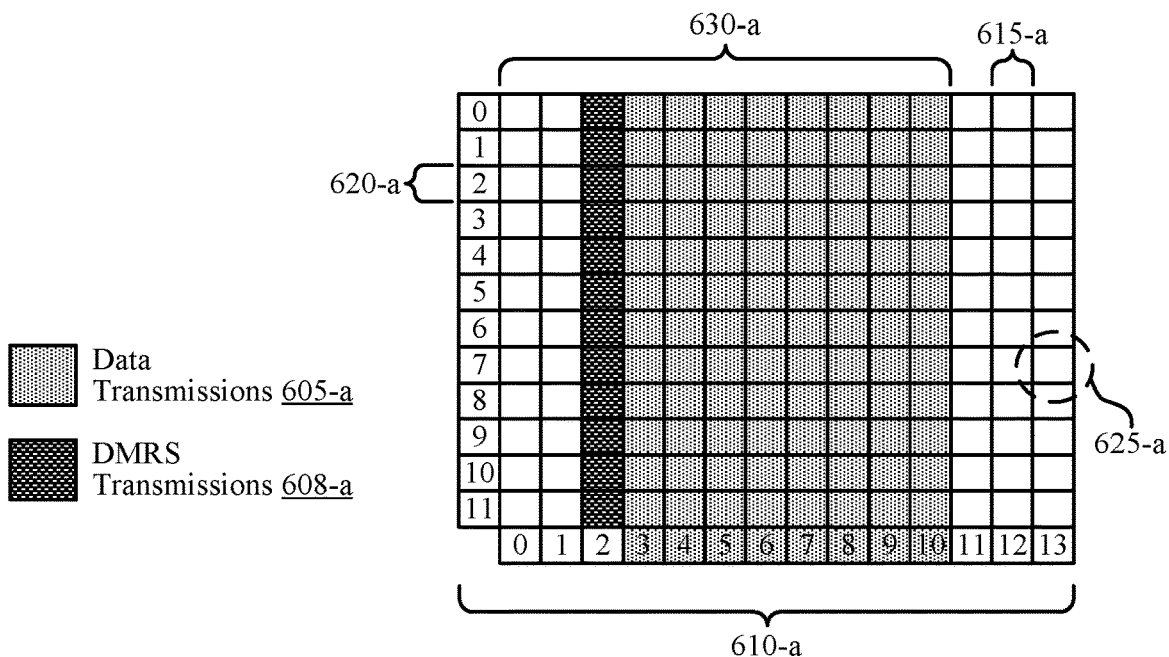 630-a
615-a
0
1
2
3
4
5
6
7
8
9
10
11
620-a
625-a
Data
Transmissions 605-a
DMRS
Transmissions 608-a
0 1 2 3 4 5 6 7 8 9 10 11 12 13
610-a